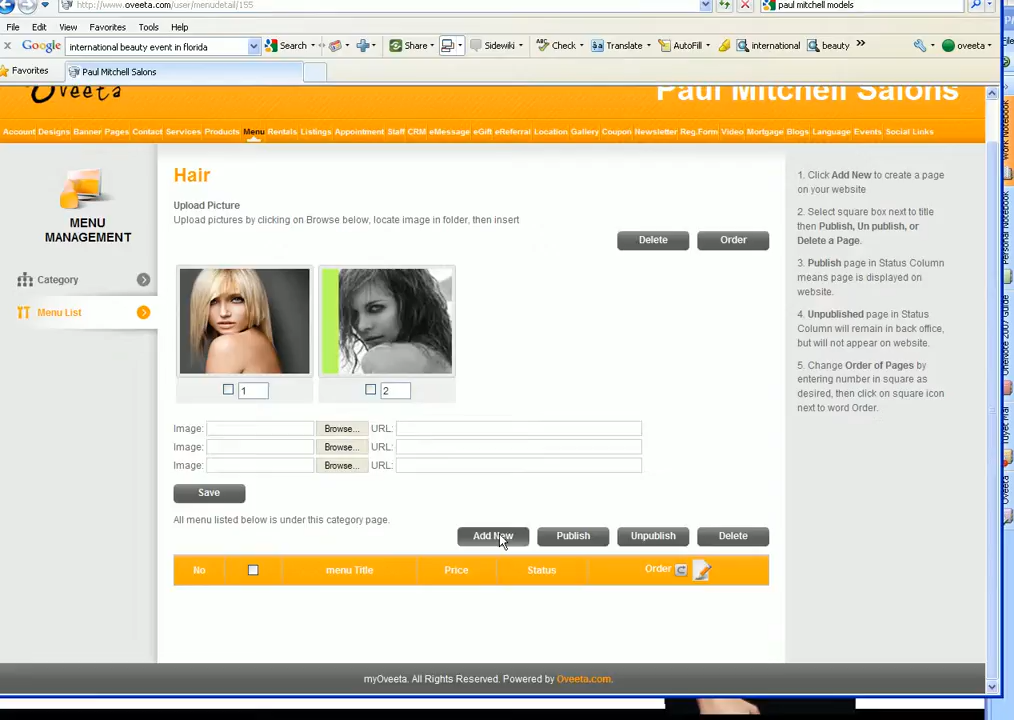 http://www.oveeta.com/user/menudetail/155
paul mitchell models
File Edit View Favorites Tools Help
Google international beauty event in florida Search Share Sidewiki Check Translate AutoFill international beauty oveeta
Favorites Paul Mitchell Salons
Oveeta Paul Mitchell Salons
Account Designs Banner Pages Contact Services Products Menu Rentals Listings Appointment Staff CRM eMessage eGift eReferral Location Gallery Coupon Newsletter Reg.Form Video Mortgage Blogs Language Events Social Links
MENU
MANAGEMENT
Category
Menu List
Hair
Upload Picture
Upload pictures by clicking on Browse below, locate image in folder, then insert
Delete Order
1 2
Image: Browse... URL:
Image: Browse... URL:
Image: Browse... URL:
Save
All menu listed below is under this category page.
Add New Publish Unpublish Delete
No menu Title Price Status Order
1. Click Add New to create a page
on your website
2. Select square box next to title
then Publish, Un publish, or
Delete a Page.
3. Publish page in Status Column
means page is displayed on
website.
4. Unpublished page in Status
Column will remain in back office,
but will not appear on website.
5. Change Order of Pages by
entering number in square as
desired, then click on square icon
next to word Order.
myOveeta. All Rights Reserved. Powered by Oveeta.com.
Work Notebook
Personal Notebook
OneNote 2007 Guide
Tuyet Mai
Oveeta